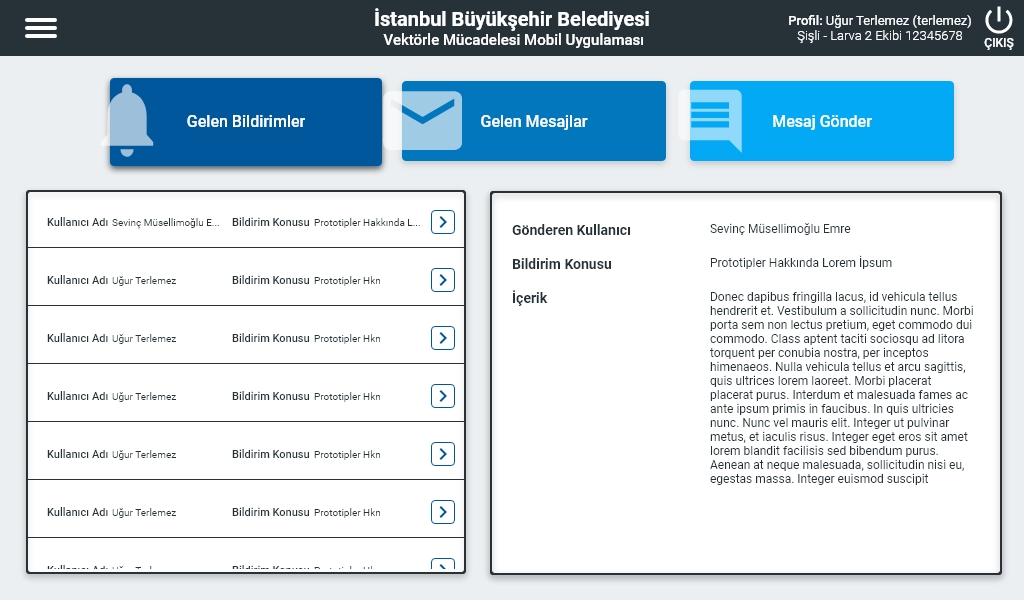 İstanbul Büyükşehir Belediyesi
Vektörle Mücadelesi Mobil Uygulaması
Profil: Uğur Terlemez (terlemez)
Şişli - Larva 2 Ekibi 12345678
ÇIKIŞ
Gelen Bildirimler
Gelen Mesajlar
Mesaj Gönder
Kullanıcı Adı Sevinç Müsellimoğlu E... Bildirim Konusu Prototipler Hakkında L...
Kullanıcı Adı Uğur Terlemez Bildirim Konusu Prototipler Hkn
Kullanıcı Adı Uğur Terlemez Bildirim Konusu Prototipler Hkn
Kullanıcı Adı Uğur Terlemez Bildirim Konusu Prototipler Hkn
Kullanıcı Adı Uğur Terlemez Bildirim Konusu Prototipler Hkn
Kullanıcı Adı Uğur Terlemez Bildirim Konusu Prototipler Hkn
Gönderen Kullanıcı Sevinç Müsellimoğlu Emre
Bildirim Konusu Prototipler Hakkında Lorem İpsum
İçerik Donec dapibus fringilla lacus, id vehicula tellus
hendrerit et. Vestibulum a sollicitudin nunc. Morbi
porta sem non lectus pretium, eget commodo dui
commodo. Class aptent taciti sociosqu ad litora
torquent per conubia nostra, per inceptos
himenaeos. Nulla vehicula tellus et arcu sagittis,
quis ultrices lorem laoreet. Morbi placerat
placerat purus. Interdum et malesuada fames ac
ante ipsum primis in faucibus. In quis ultricies
nunc. Nunc vel mauris elit. Integer ut pulvinar
metus, et iaculis risus. Integer eget eros sit amet
lorem blandit facilisis sed bibendum purus.
Aenean at neque malesuada, sollicitudin nisi eu,
egestas massa. Integer euismod suscipit